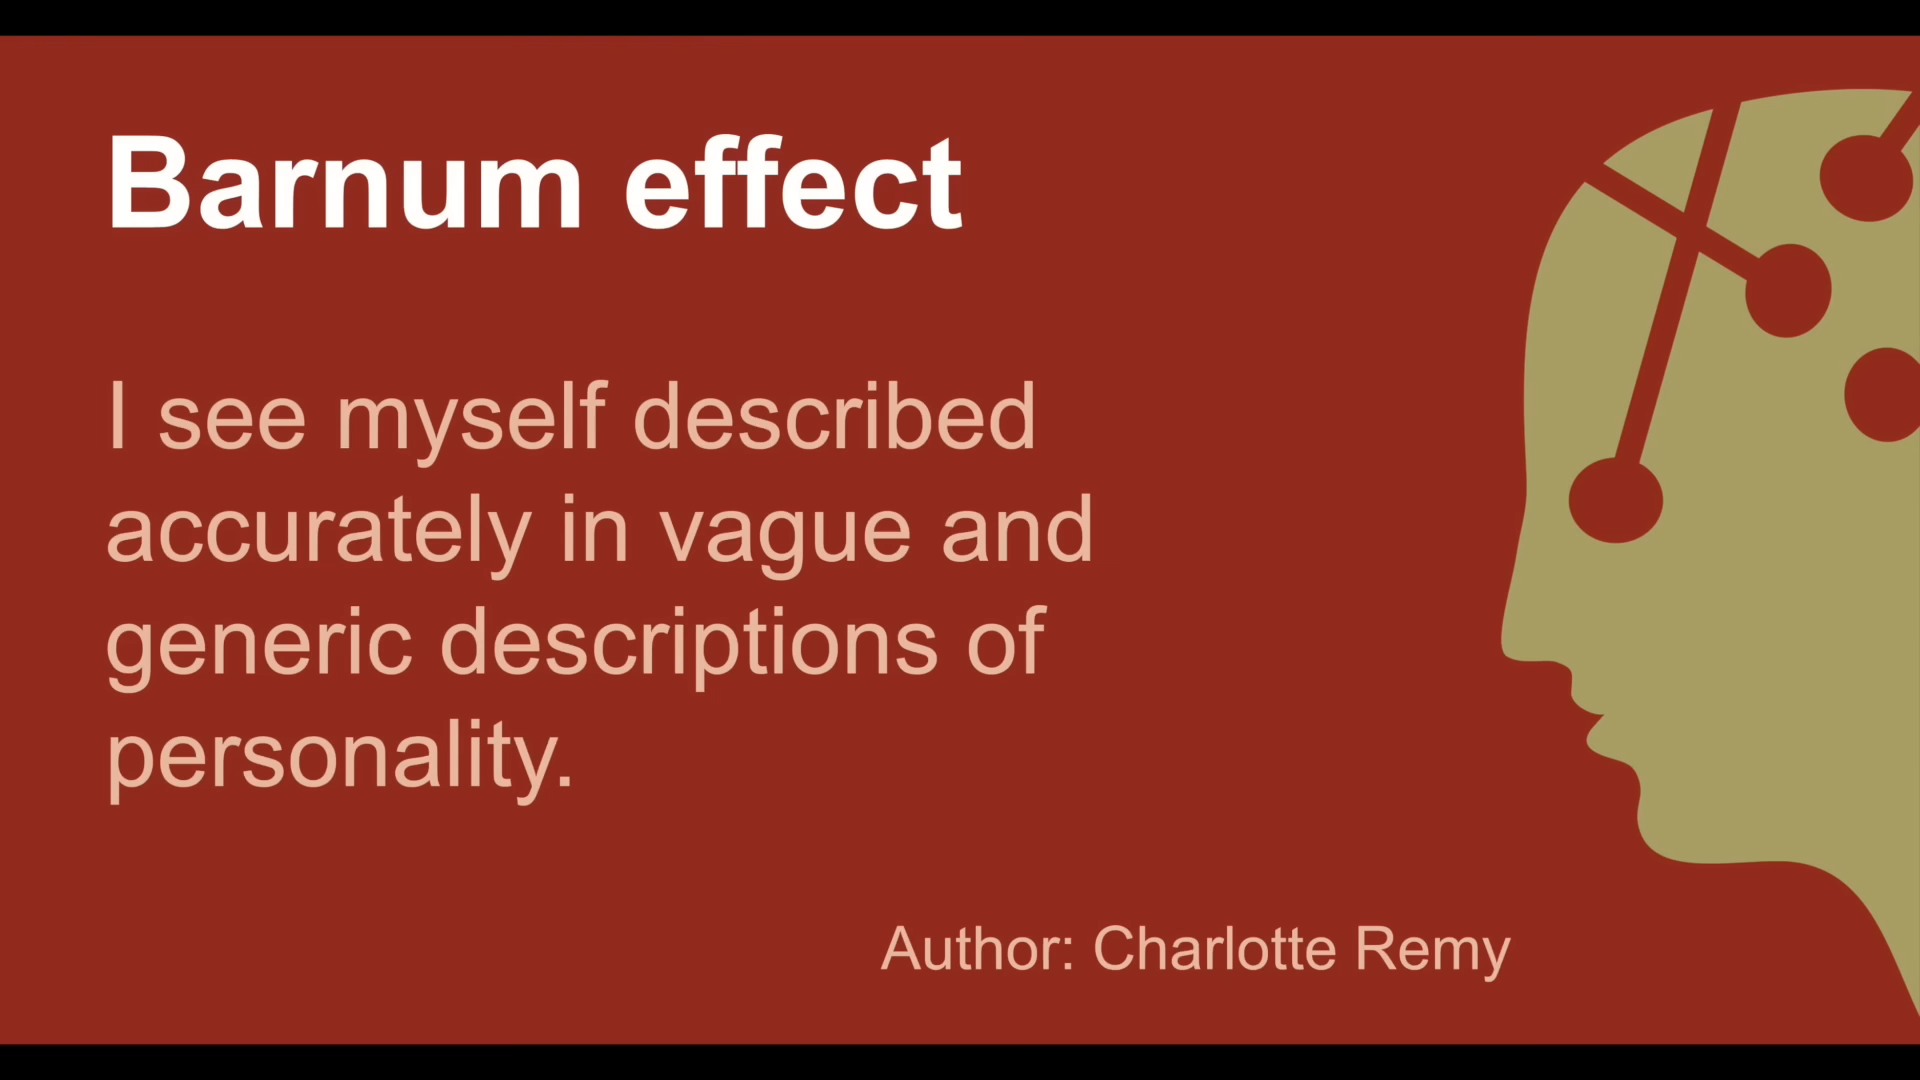 Barnum effect
I see myself described
accurately in vague and
generic descriptions of
personality.
Author: Charlotte Remy